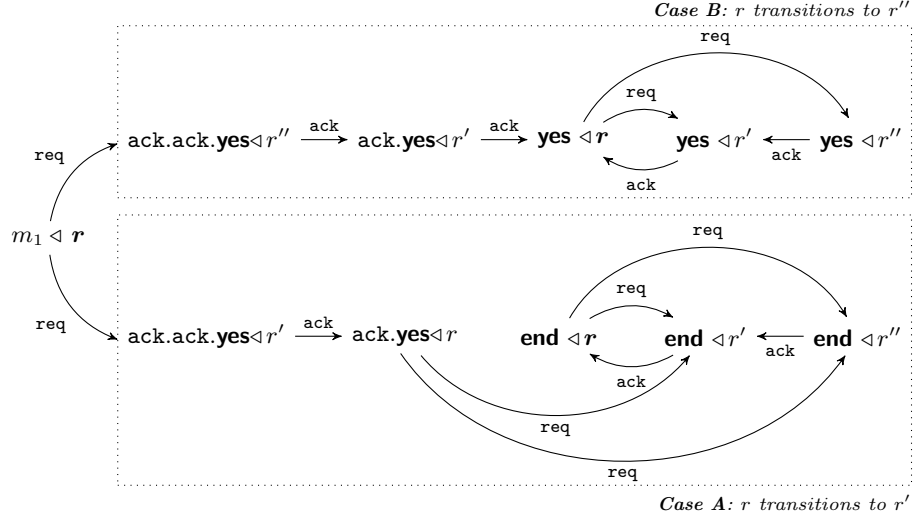 Case B: r transitions to r''
req
req
ack.ack.yes◁r'' ack ack.yes◁r' ack yes ◁r yes ◁r' ack yes ◁r''
req
ack
m₁ ◁ r
req
req
req
ack.ack.yes◁r' ack ack.yes◁r end ◁r end ◁r' ack end ◁r''
ack
req
req
Case A: r transitions to r'